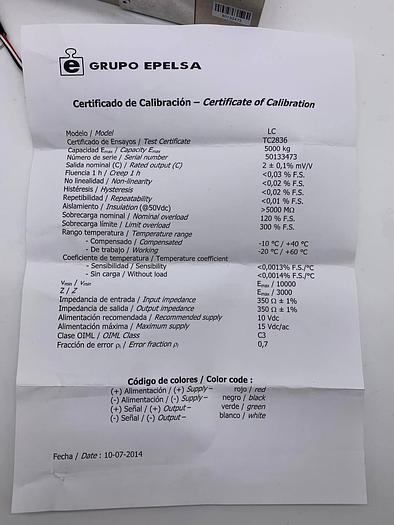 e GRUPO EPELSA
Certificado de Calibración – Certificate of Calibration
Modelo / Model LC
Certificado de Ensayos / Test Certificate TC2836
Capacidad Emax / Capacity Emax 5000 kg
Número de serie / Serial number 50133473
Salida nominal (C) / Rated output (C) 2 ± 0,1% mV/V
Fluencia 1 h / Creep 1 h <0,03 % F.S.
No linealidad / Non-linearity <0,02 % F.S.
Histéresis / Hysteresis <0,02 % F.S.
Repetibilidad / Repeatability <0,01 % F.S.
Aislamiento / Insulation (@50Vdc) >5000 MΩ
Sobrecarga nominal / Nominal overload 120 % F.S.
Sobrecarga límite / Limit overload 300 % F.S.
Rango temperatura / Temperature range
- Compensado / Compensated -10 ºC / +40 ºC
- De trabajo / Working -20 ºC / +60 ºC
Coeficiente de temperatura / Temperature coefficient
- Sensibilidad / Sensibility <0,0013% F.S./ºC
- Sin carga / Without load <0,0014% F.S./ºC
vmin / vmin Emax / 10000
Z / Z Emax / 3000
Impedancia de entrada / Input impedance 350 Ω ± 1%
Impedancia de salida / Output impedance 350 Ω ± 1%
Alimentación recomendada / Recommended supply 10 Vdc
Alimentación máxima / Maximum supply 15 Vdc/ac
Clase OIML / OIML Class C3
Fracción de error ρi / Error fraction ρi 0,7
Código de colores / Color code :
(+) Alimentación / (+) Supply – rojo / red
(-) Alimentación / (-) Supply – negro / black
(+) Señal / (+) Output – verde / green
(-) Señal / (-) Output – blanco / white
Fecha / Date : 10-07-2014